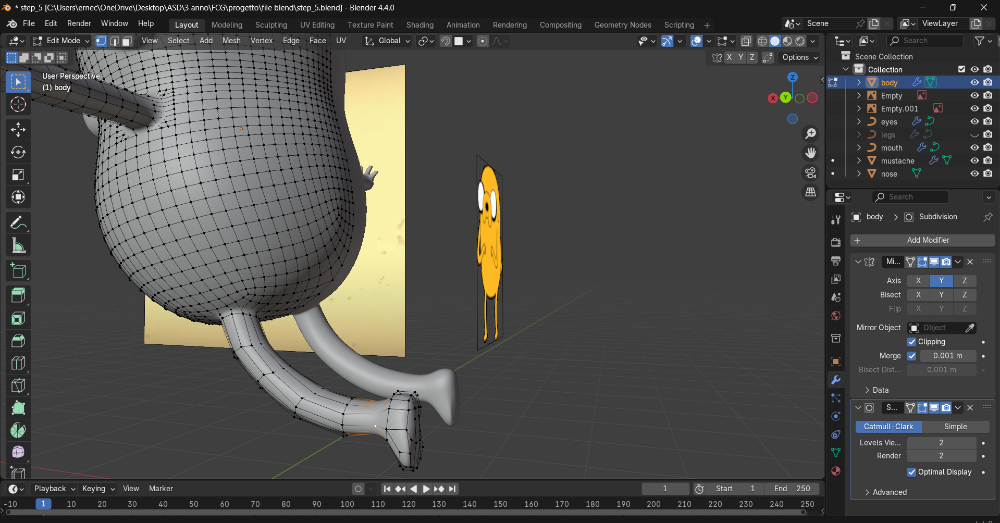 * step_5 [C:\Users\ernec\OneDrive\Desktop\ASD\3 anno\FCG\progetto\file blend\step_5.blend] - Blender 4.4.0
File Edit Render Window Help Layout Modeling Sculpting UV Editing Texture Paint Shading Animation Rendering Compositing Geometry Nodes Scripting + Scene ViewLayer
Edit Mode View Select Add Mesh Vertex Edge Face UV Global Search
X Y Z Options
Scene Collection
Collection
User Perspective
(1) body
body
Empty
Empty.001
eyes
legs
mouth
mustache
nose
Z
X Y
Search
body > Subdivision
+ Add Modifier
Mi...
Axis X Y Z
Bisect X Y Z
Flip X Y Z
Mirror Object Object
Clipping
Merge 0.001 m
Bisect Dist... 0.001 m
Data
S...
Catmull-Clark Simple
Levels Vie... 2
Render 2
Optimal Display
Advanced
Playback Keying View Marker 1 Start 1 End 250
-10 1 10 20 30 40 50 60 70 80 90 100 110 120 130 140 150 160 170 180 190 200 210 220 230 240 250